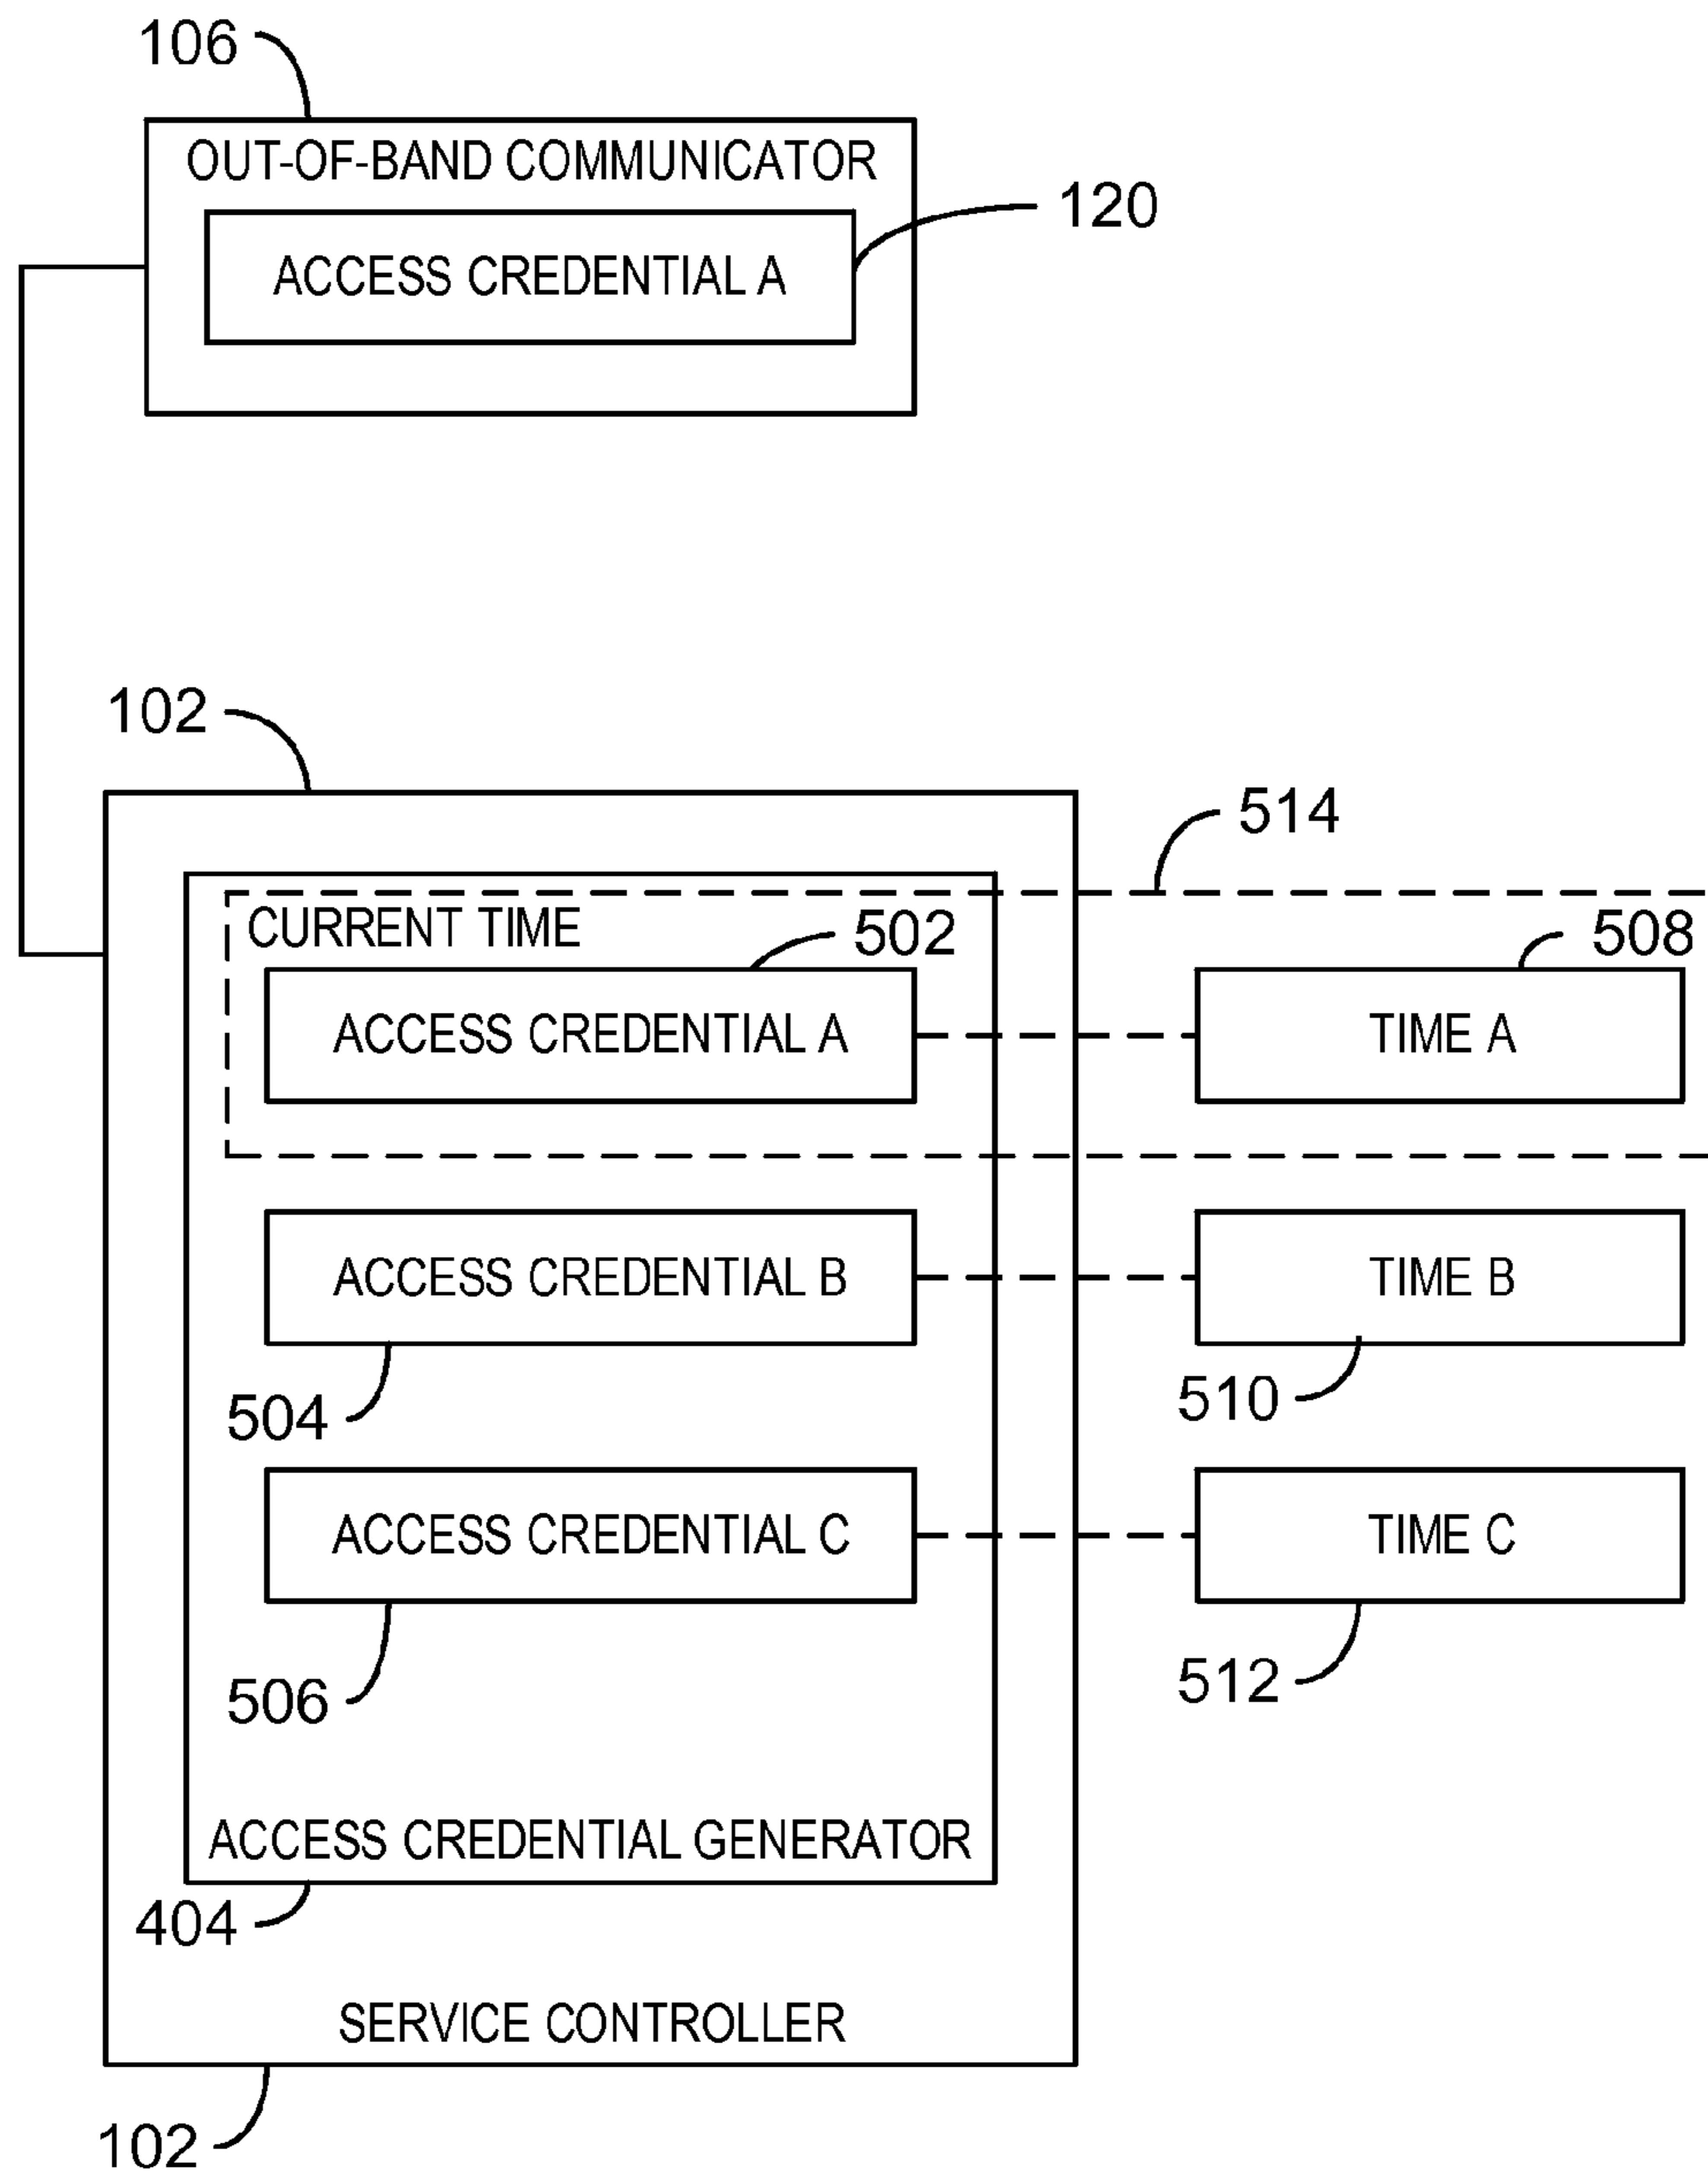 106
OUT-OF-BAND COMMUNICATOR
120
ACCESS CREDENTIAL A
102
514
CURRENT TIME
502
508
ACCESS CREDENTIAL A
TIME A
ACCESS CREDENTIAL B
TIME B
504
510
ACCESS CREDENTIAL C
TIME C
506
512
ACCESS CREDENTIAL GENERATOR
404
SERVICE CONTROLLER
102